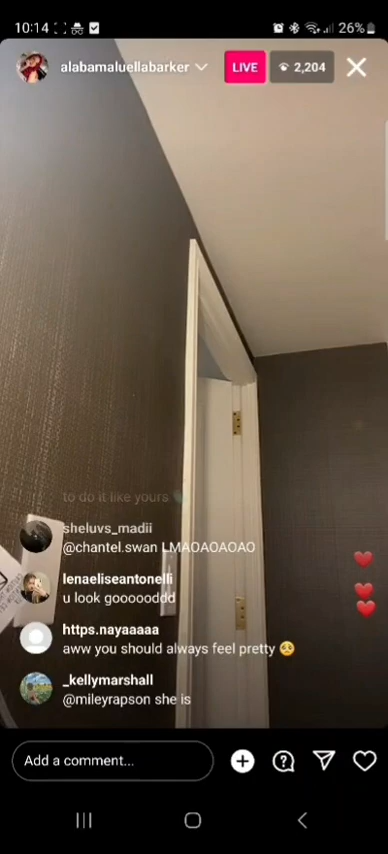 10:14
26%
alabamaluellabarker
LIVE
2,204
to do it like yours
sheluvs_madii
@chantel.swan LMAOAOAOAO
lenaeliseantonelli
u look goooooddd
https.nayaaaaa
aww you should always feel pretty 🥺
_kellymarshall
@mileyrapson she is
Add a comment...